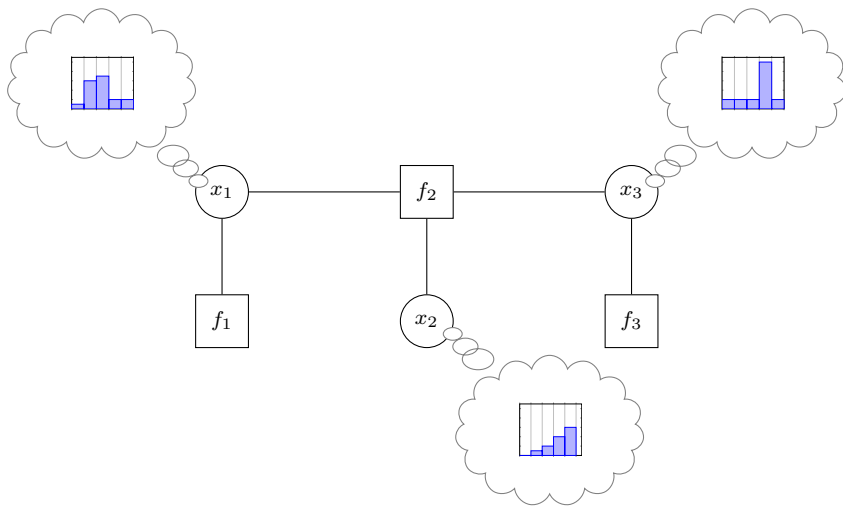 x₁ f₂ x₃
f₁ x₂ f₃